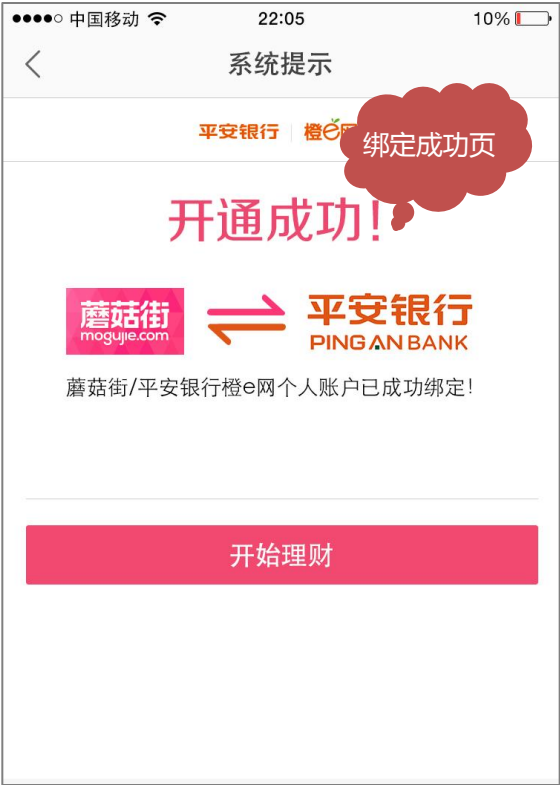 中国移动 22:05 10%
系统提示
平安银行 橙e网
绑定成功页
开通成功!
蘑菇街 mogujie.com
平安银行 PING AN BANK
蘑菇街/平安银行橙e网个人账户已成功绑定!
开始理财